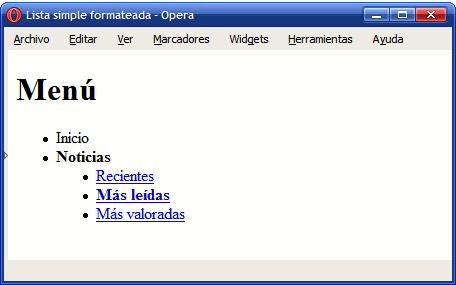 Lista simple formateada - Opera
Archivo Editar Ver Marcadores Widgets Herramientas Ayuda
Menú
Inicio
Noticias
Recientes
Más leídas
Más valoradas